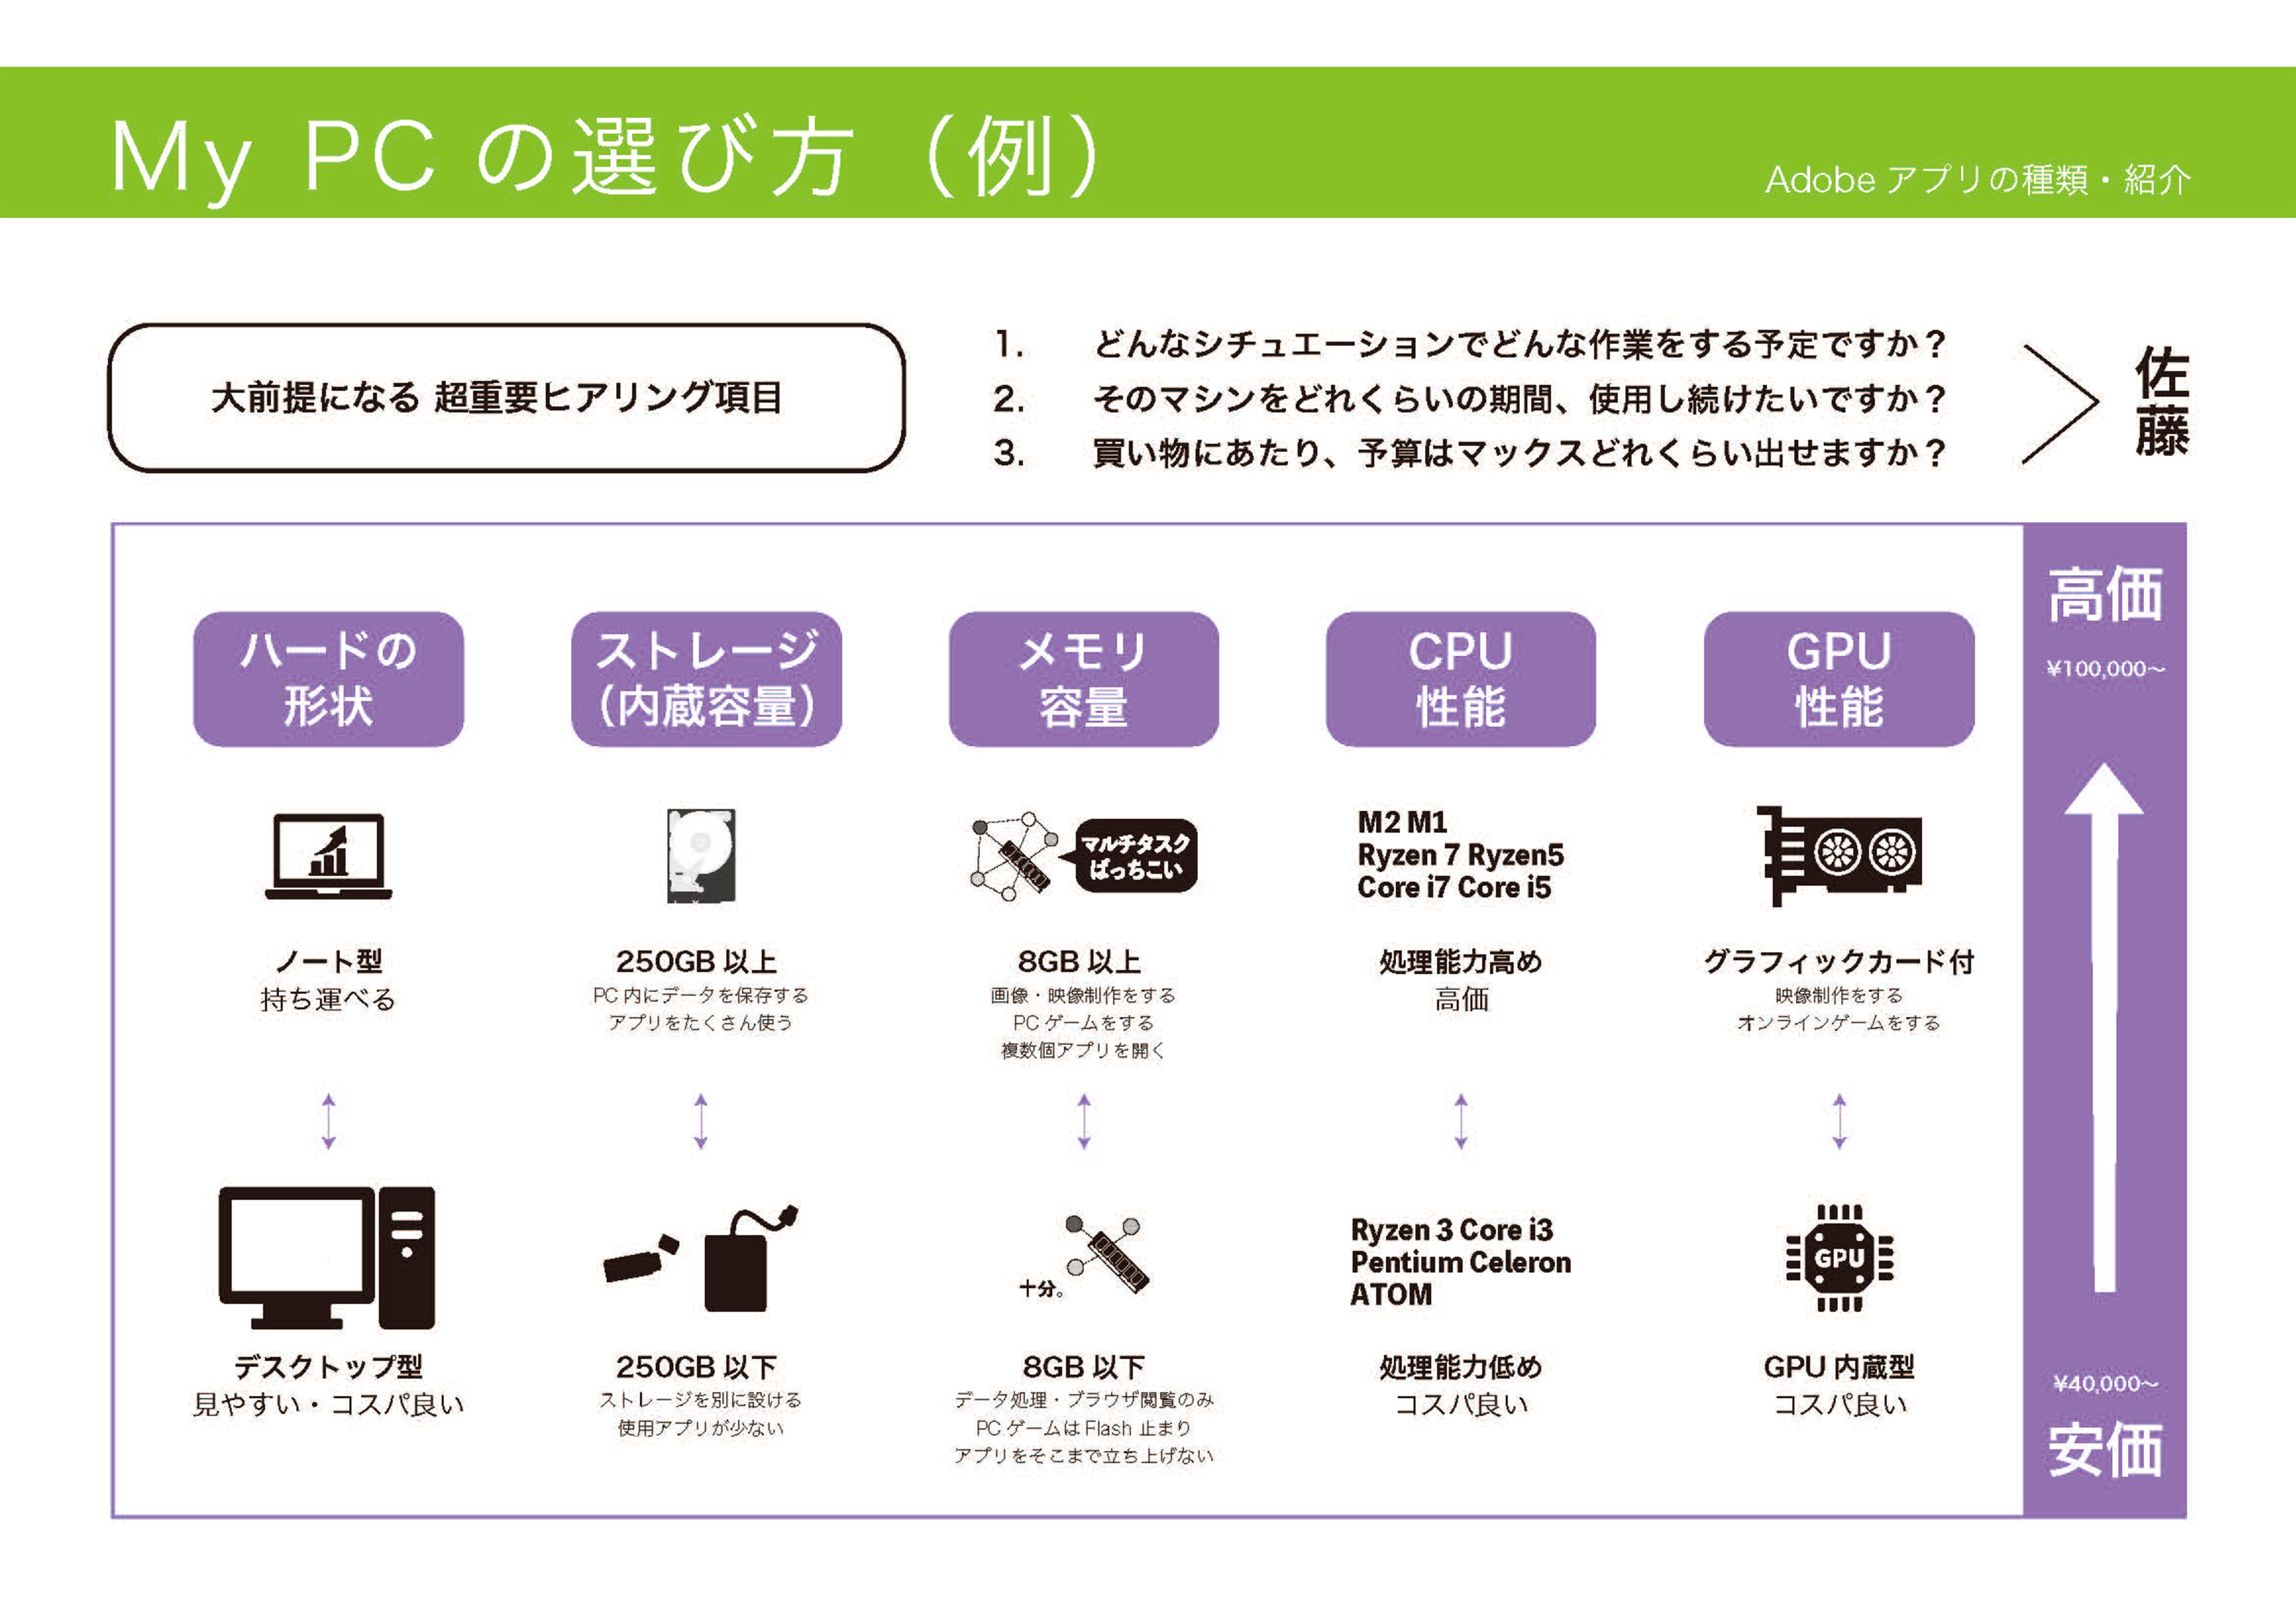 My PC の選び方（例）
Adobe アプリの種類・紹介
大前提になる 超重要ヒアリング項目
1. どんなシチュエーションでどんな作業をする予定ですか？
2. そのマシンをどれくらいの期間、使用し続けたいですか？
3. 買い物にあたり、予算はマックスどれくらい出せますか？
佐藤
ハードの
形状
ノート型
持ち運べる
デスクトップ型
見やすい・コスパ良い
ストレージ
（内蔵容量）
250GB 以上
PC 内にデータを保存する
アプリをたくさん使う
250GB 以下
ストレージを別に設ける
使用アプリが少ない
メモリ
容量
マルチタスク
ばっちこい
8GB 以上
画像・映像制作をする
PC ゲームをする
複数個アプリを開く
十分。
8GB 以下
データ処理・ブラウザ閲覧のみ
PC ゲームは Flash 止まり
アプリをそこまで立ち上げない
CPU
性能
M2 M1
Ryzen 7 Ryzen5
Core i7 Core i5
処理能力高め
高価
Ryzen 3 Core i3
Pentium Celeron
ATOM
処理能力低め
コスパ良い
GPU
性能
グラフィックカード付
映像制作をする
オンラインゲームをする
GPU
GPU 内蔵型
コスパ良い
高価
¥100,000〜
¥40,000〜
安価